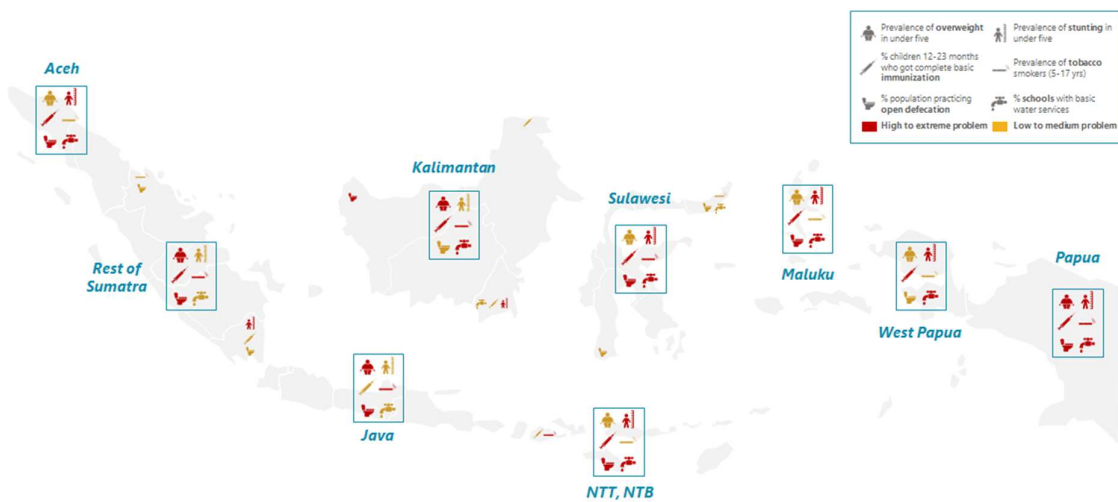 Prevalence of overweight
in under five
Prevalence of stunting in
under five
% children 12-23 months
who got complete basic
immunization
Prevalence of tobacco
smokers (5-17 yrs)
% population practicing
open defecation
% schools with basic
water services
High to extreme problem
Low to medium problem
Aceh
Kalimantan
Sulawesi
Rest of
Sumatra
Maluku
Papua
West Papua
Java
NTT, NTB